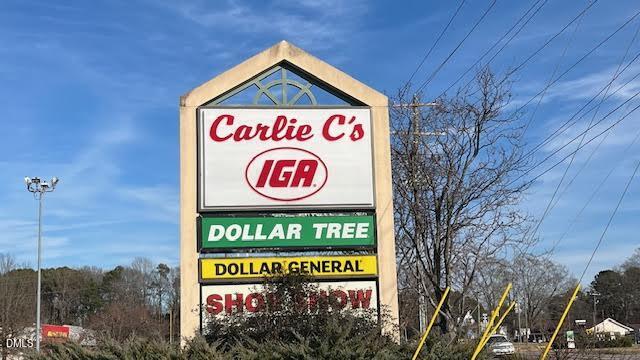 Carlie C's
IGA®
DOLLAR TREE
DOLLAR GENERAL
SHOE SHOW
DMLS